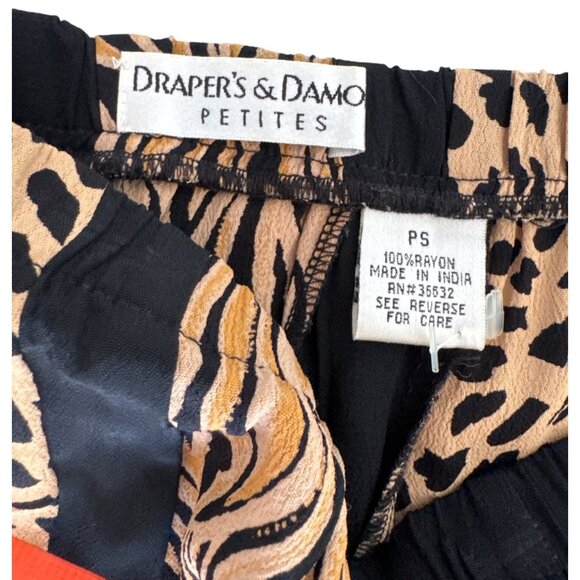 DRAPER'S & DAMO
PETITES
PS
100%RAYON
MADE IN INDIA
RN#36632
SEE REVERSE
FOR CARE